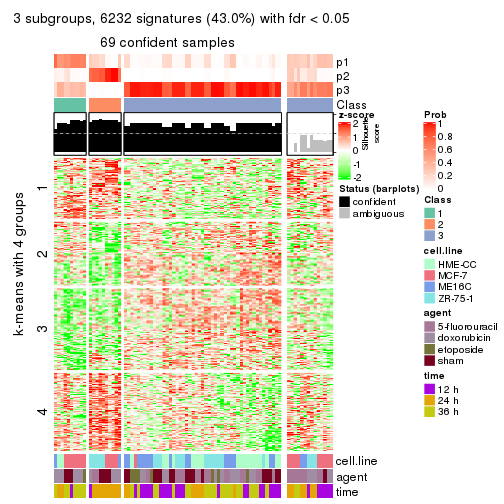 3 subgroups, 6232 signatures (43.0%) with fdr < 0.05
69 confident samples
p1
p2
p3
Class
z-score
2
1
0
-1
-2
Silhouette
score
Status (barplots)
confident
ambiguous
Prob
1
0.8
0.6
0.4
0.2
0
Class
1
2
3
cell.line
HME-CC
MCF-7
ME16C
ZR-75-1
agent
5-fluorouracil
doxorubicin
etoposide
sham
time
12 h
24 h
36 h
k-means with 4 groups
1
2
3
4
cell.line
agent
time